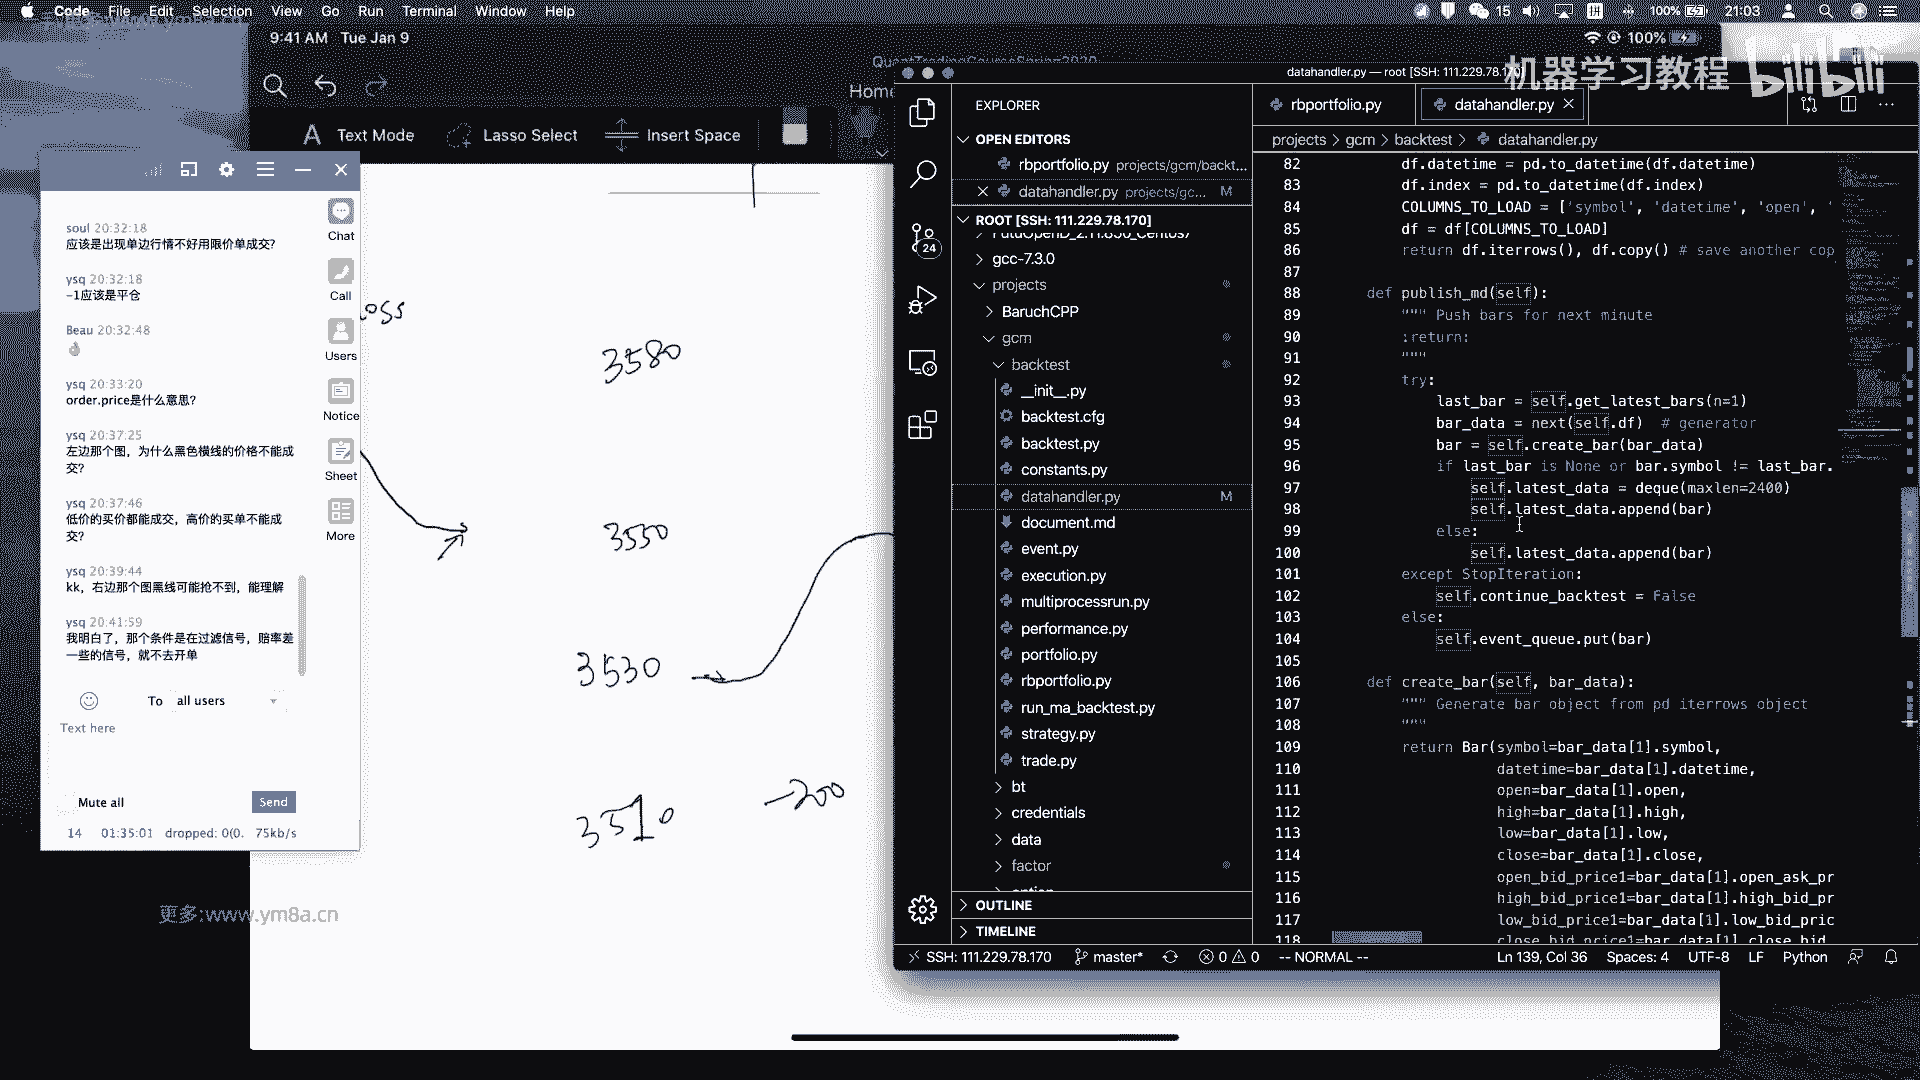 Code File Edit Selection View Go Run Terminal Window Help
15 100% 21:03
9:41 AM Tue Jan 9
100%
机器学习教程 bilibili
QuantTradingCourseSpring2020
Home
Text Mode
Lasso Select
Insert Space
Chat
Call
Users
Notice
Sheet
More
soul 20:32:18
应该是出现单边行情不好用限价单成交?
ysq 20:32:18
-1应该是平仓
Beau 20:32:48
👌
ysq 20:33:20
order.price是什么意思?
ysq 20:37:25
左边那个图，为什么黑色横线的价格不能成
交?
ysq 20:37:46
低价的买价都能成交，高价的买单不能成
交?
ysq 20:39:44
kk，右边那个图黑线可能抢不到，能理解
ysq 20:41:59
我明白了，那个条件是在过滤信号，赔率差
一些的信号，就不去开单
To all users
Text here
Mute all
Send
14 01:35:01 dropped: 0(0. 75kb/s
更多:www.ym8a.cn
oss
3580
3550
3530
3510 -200
datahandler.py — root [SSH: 111.229.78.170]
EXPLORER
OPEN EDITORS
rbportfolio.py projects/gcm/backt...
datahandler.py projects/gc... M
ROOT [SSH: 111.229.78.170]
24
gcc-7.3.0
projects
BaruchCPP
gcm
backtest
__init__.py
backtest.cfg
backtest.py
constants.py
datahandler.py M
document.md
event.py
execution.py
multiprocessrun.py
performance.py
portfolio.py
rbportfolio.py
run_ma_backtest.py
strategy.py
trade.py
bt
credentials
data
factor
OUTLINE
TIMELINE
rbportfolio.py
datahandler.py
projects > gcm > backtest > datahandler.py
82 df.datetime = pd.to_datetime(df.datetime)
83 df.index = pd.to_datetime(df.index)
84 COLUMNS_TO_LOAD = ['symbol', 'datetime', 'open', '
85 df = df[COLUMNS_TO_LOAD]
86 return df.iterrows(), df.copy() # save another cop
87
88 def publish_md(self):
89 """ Push bars for next minute
90 :return:
91 """
92 try:
93 last_bar = self.get_latest_bars(n=1)
94 bar_data = next(self.df) # generator
95 bar = self.create_bar(bar_data)
96 if last_bar is None or bar.symbol != last_bar.
97 self.latest_data = deque(maxlen=2400)
98 self.latest_data.append(bar)
99 else:
100 self.latest_data.append(bar)
101 except StopIteration:
102 self.continue_backtest = False
103 else:
104 self.event_queue.put(bar)
105
106 def create_bar(self, bar_data):
107 """ Generate bar object from pd iterrows object
108 """
109 return Bar(symbol=bar_data[1].symbol,
110 datetime=bar_data[1].datetime,
111 open=bar_data[1].open,
112 high=bar_data[1].high,
113 low=bar_data[1].low,
114 close=bar_data[1].close,
115 open_bid_price1=bar_data[1].open_ask_pr
116 high_bid_price1=bar_data[1].high_bid_pr
117 low_bid_price1=bar_data[1].low_bid_pric
118 close_bid_price1=bar_data[1].close_bid
SSH: 111.229.78.170 master* 0 0 -- NORMAL -- Ln 139, Col 36 Spaces: 4 UTF-8 LF Python